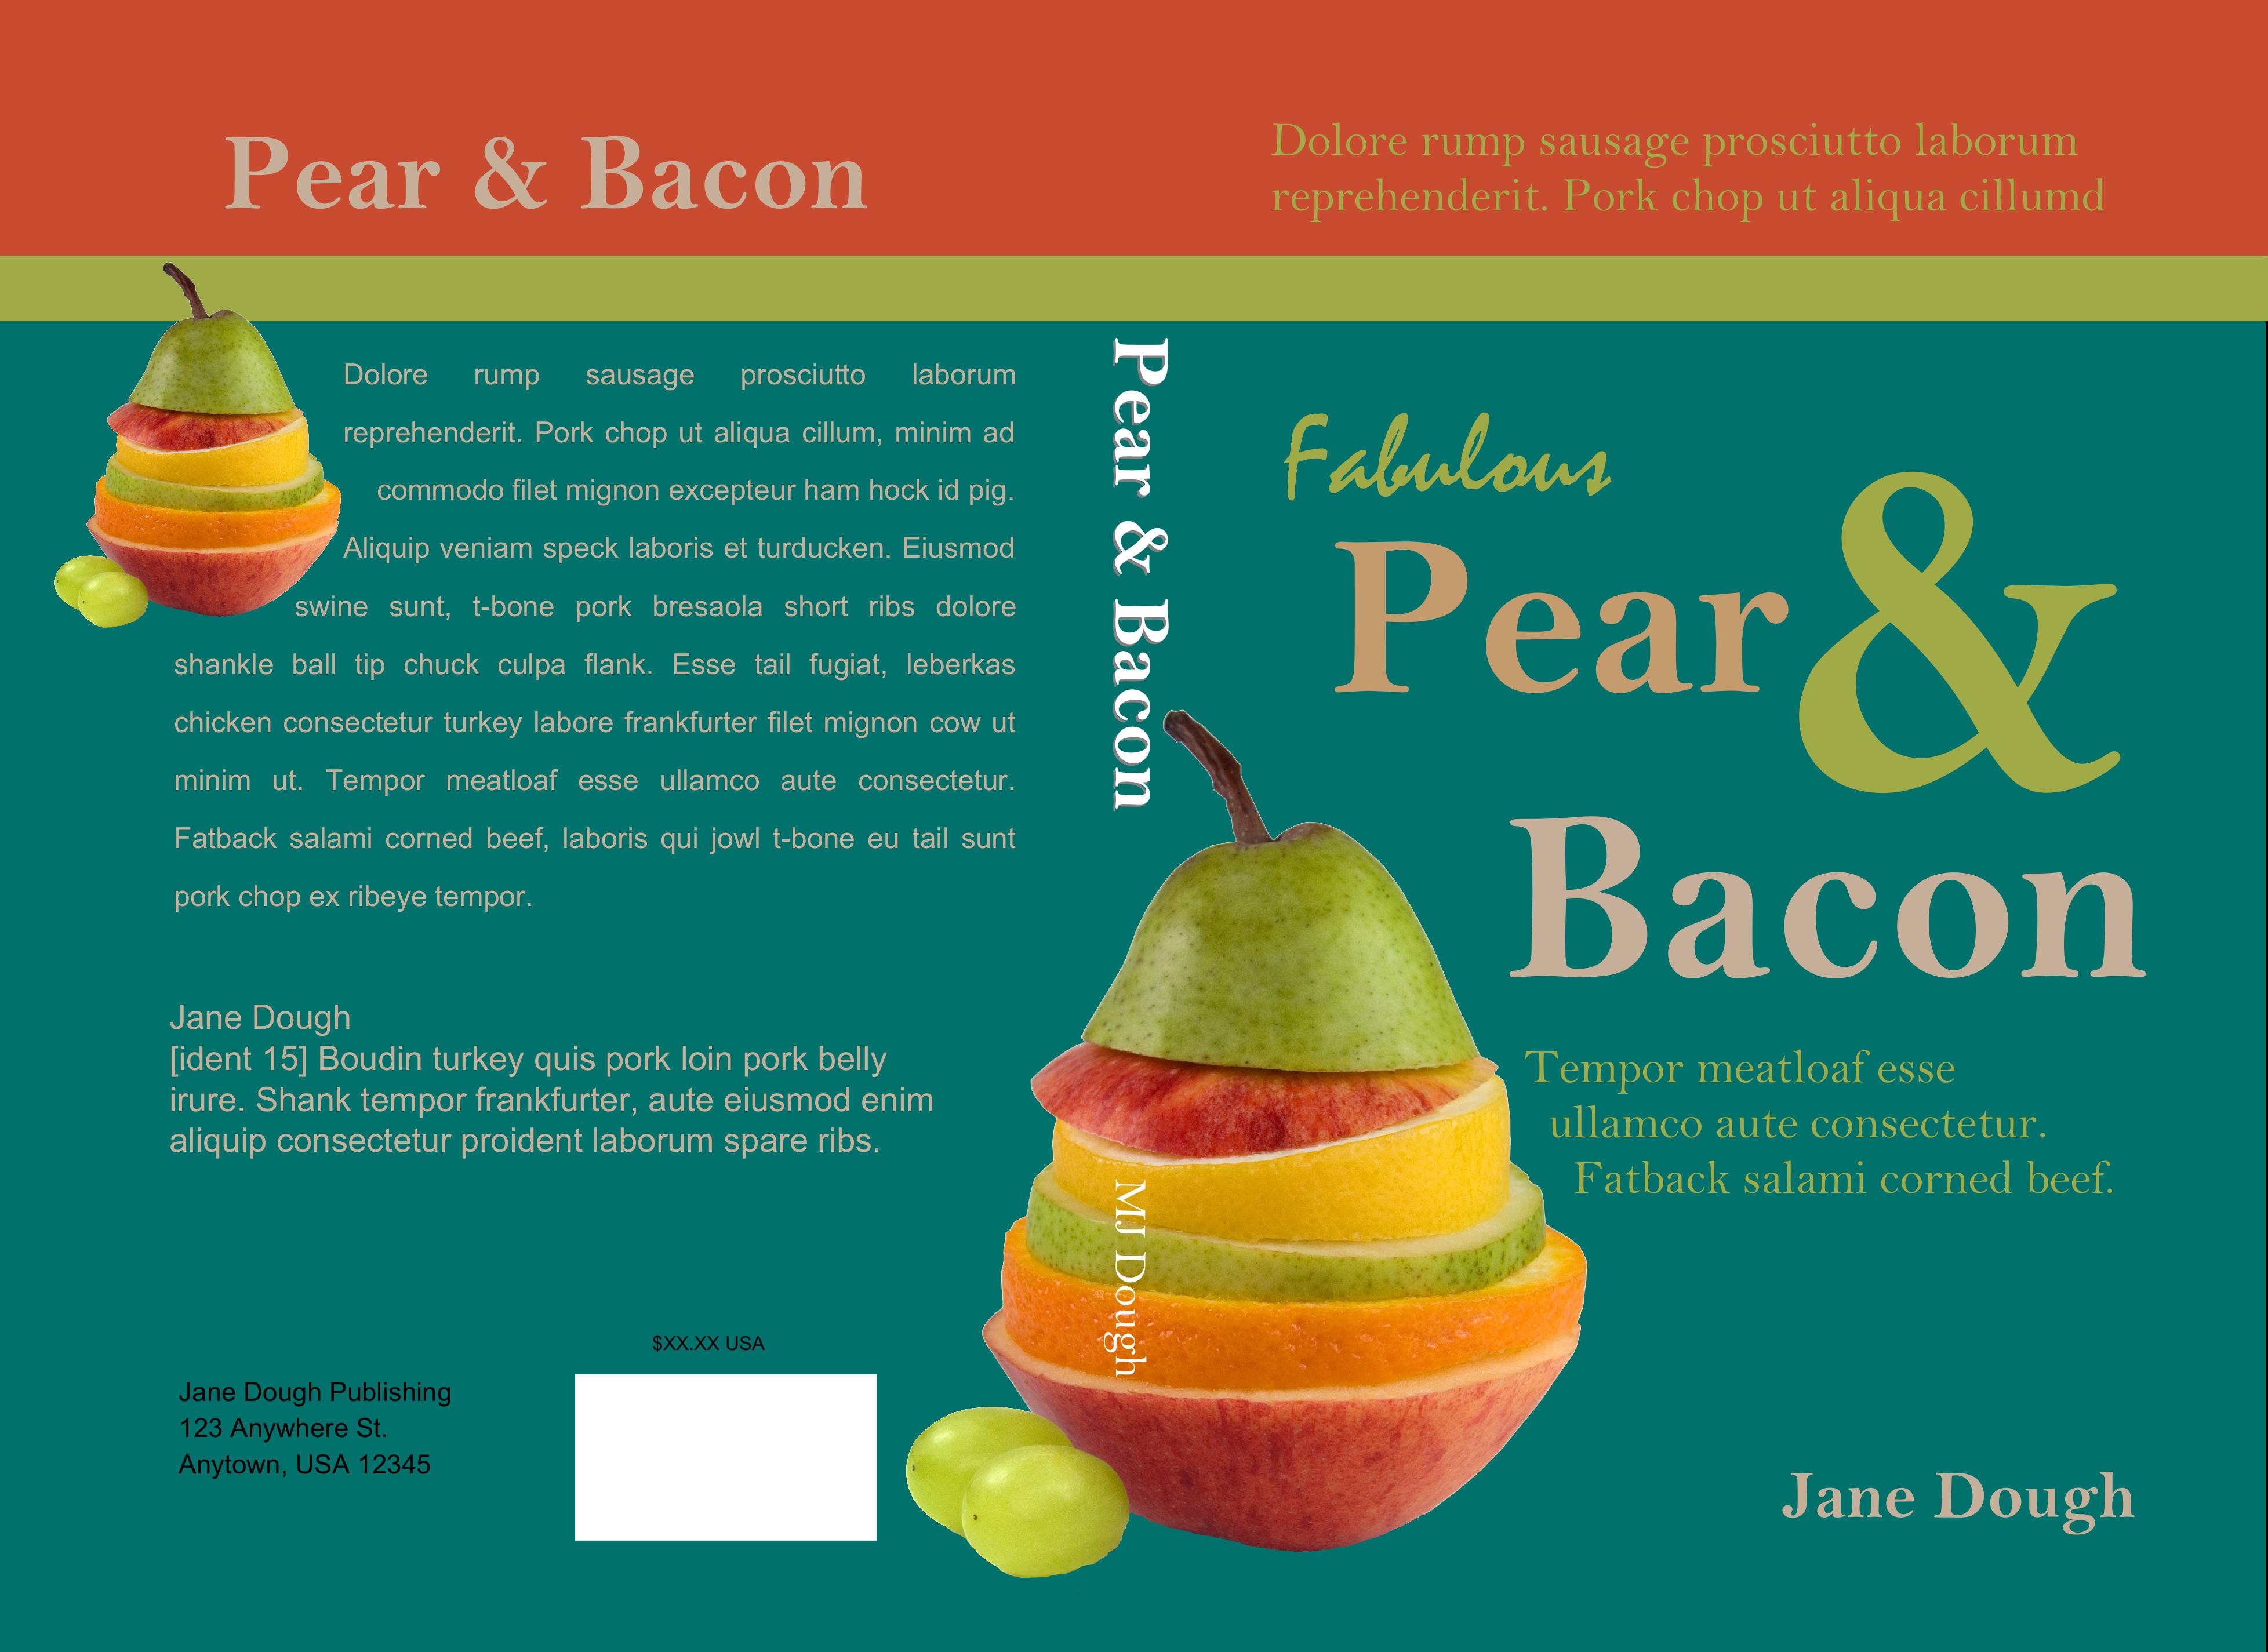 Pear & Bacon
Dolore rump sausage prosciutto laborum
reprehenderit. Pork chop ut aliqua cillum, minim ad
commodo filet mignon excepteur ham hock id pig.
Aliquip veniam speck laboris et turducken. Eiusmod
swine sunt, t-bone pork bresaola short ribs dolore
shankle ball tip chuck culpa flank. Esse tail fugiat, leberkas
chicken consectetur turkey labore frankfurter filet mignon cow ut
minim ut. Tempor meatloaf esse ullamco aute consectetur.
Fatback salami corned beef, laboris qui jowl t-bone eu tail sunt
pork chop ex ribeye tempor.
Jane Dough
[ident 15] Boudin turkey quis pork loin pork belly
irure. Shank tempor frankfurter, aute eiusmod enim
aliquip consectetur proident laborum spare ribs.
$XX.XX USA
Jane Dough Publishing
123 Anywhere St.
Anytown, USA 12345
Pear & Bacon
MJ Dough
Dolore rump sausage prosciutto laborum
reprehenderit. Pork chop ut aliqua cillumd
Fabulous
Pear &
Bacon
Tempor meatloaf esse
ullamco aute consectetur.
Fatback salami corned beef.
Jane Dough